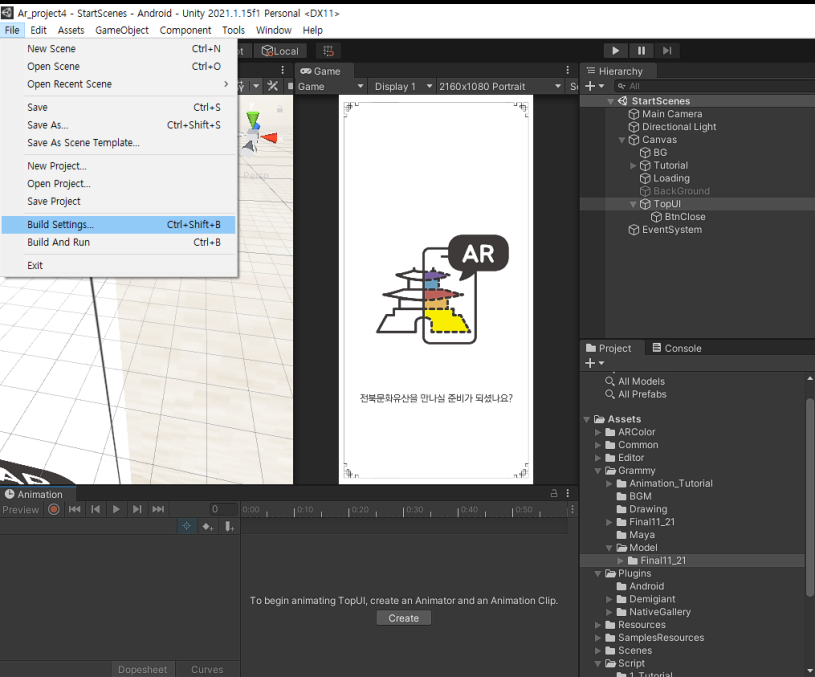 Ar_project4 - StartScenes - Android - Unity 2021.1.15f1 Personal <DX11>
File Edit Assets GameObject Component Tools Window Help
New Scene Ctrl+N
Open Scene Ctrl+O
Open Recent Scene
Save Ctrl+S
Save As... Ctrl+Shift+S
Save As Scene Template...
New Project...
Open Project...
Save Project
Build Settings... Ctrl+Shift+B
Build And Run Ctrl+B
Exit
Local
Game
Game Display 1 2160x1080 Portrait
Persp
AR
전북문화유산을 만나실 준비가 되셨나요?
Hierarchy
All
StartScenes
Main Camera
Directional Light
Canvas
BG
Tutorial
Loading
BackGround
TopUI
BtnClose
EventSystem
Project Console
All Models
All Prefabs
Assets
ARColor
Common
Editor
Grammy
Animation_Tutorial
BGM
Drawing
Final11_21
Maya
Model
Final11_21
Plugins
Android
Demigiant
NativeGallery
Resources
SamplesResources
Scenes
Script
1_Tutorial
Animation
Preview 0 0:00 0:10 0:20 0:30 0:40 0:50
To begin animating TopUI, create an Animator and an Animation Clip.
Create
Dopesheet Curves